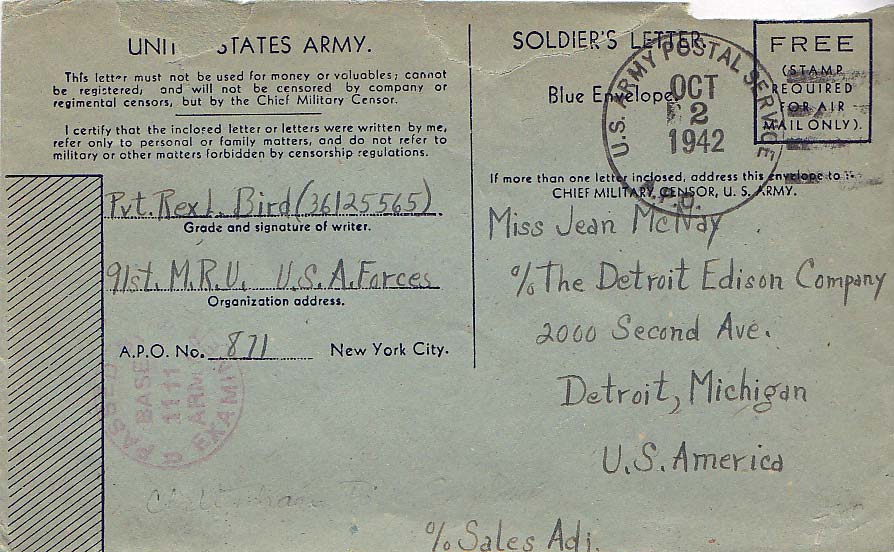 UNI STATES ARMY.
This letter must not be used for money or valuables; cannot
be registered; and will not be censored by company or
regimental censors, but by the Chief Military Censor.
I certify that the inclosed letter or letters were written by me,
refer only to personal or family matters, and do not refer to
military or other matters forbidden by censorship regulations.
Pvt. Rex L. Bird (36125565)
Grade and signature of writer.
91st. M.R.U. U.S.A. Forces
Organization address.
A.P.O. No. 871 New York City.
PASSED
BASE
1111
U ARMY
EXAMINER
SOLDIER'S LETTER.
Blue Envelope
U.S. ARMY POSTAL SERVICE
OCT
2
1942
A.P.O.
FREE
(STAMP
REQUIRED
FOR AIR
MAIL ONLY).
If more than one letter inclosed, address this envelope to
CHIEF MILITARY CENSOR, U. S. ARMY.
Miss Jean McNay
% The Detroit Edison Company
2000 Second Ave.
Detroit, Michigan
U.S. America
% Sales Adj.